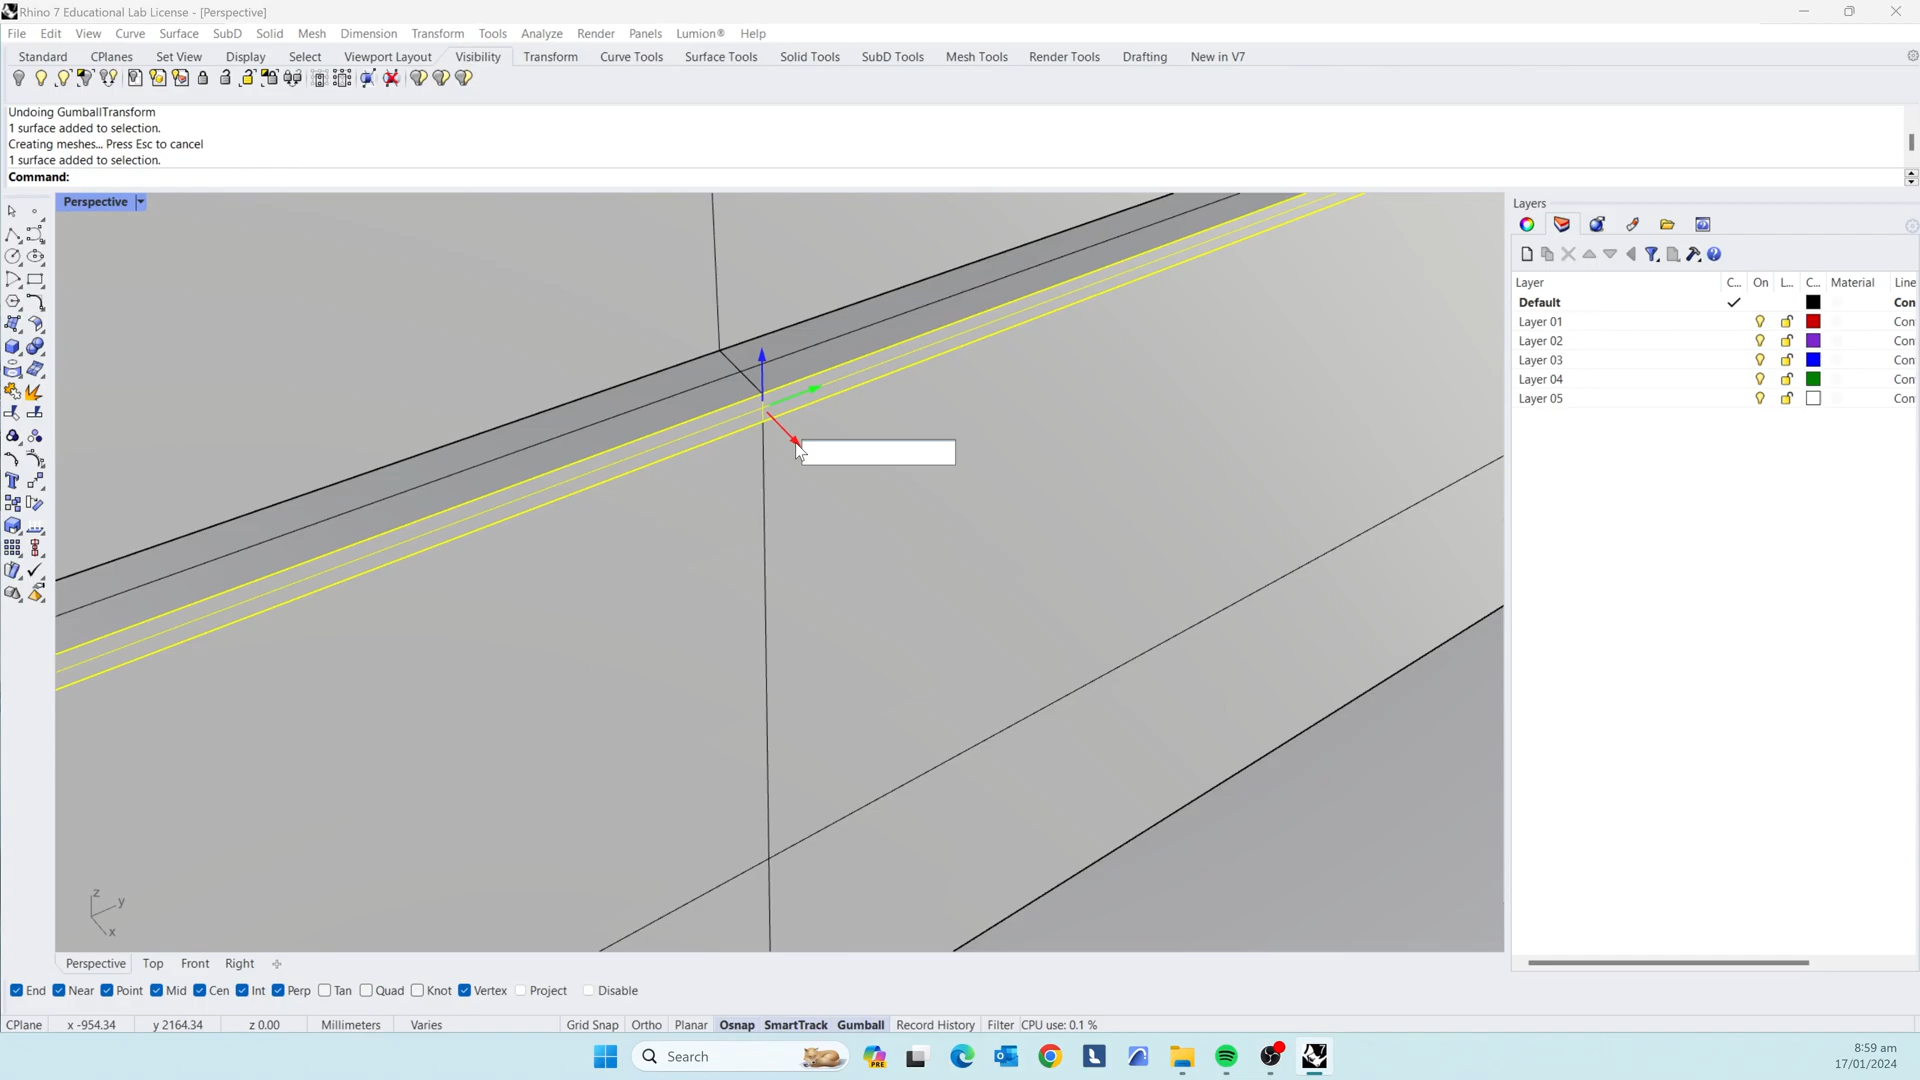 Rhino 7 Educational Lab License - [Perspective]
File Edit View Curve Surface SubD Solid Mesh Dimension Transform Tools Analyze Render Panels Lumion® Help
Standard CPlanes Set View Display Select Viewport Layout Visibility Transform Curve Tools Surface Tools Solid Tools SubD Tools Mesh Tools Render Tools Drafting New in V7
Undoing GumballTransform
1 surface added to selection.
Creating meshes... Press Esc to cancel
1 surface added to selection.
Command:
Perspective
Layers
Layer C... On L... C... Material Line
Default Con
Layer 01 Con
Layer 02 Con
Layer 03 Con
Layer 04 Con
Layer 05 Con
z
y
x
Perspective Top Front Right
End Near Point Mid Cen Int Perp Tan Quad Knot Vertex Project Disable
CPlane x -954.34 y 2164.34 z 0.00 Millimeters Varies Grid Snap Ortho Planar Osnap SmartTrack Gumball Record History Filter CPU use: 0.1 %
Search
PRE
8:59 am
17/01/2024